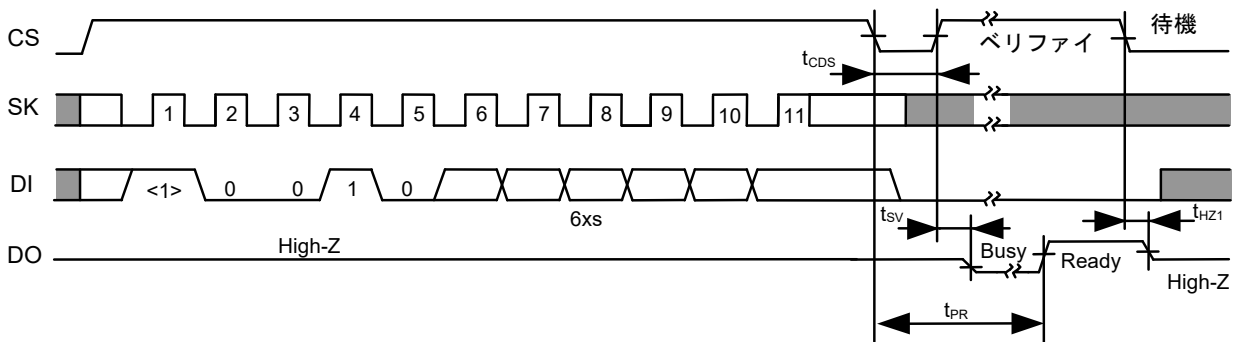 CS
待機
ベリファイ
tCDS
SK
1 2 3 4 5 6 7 8 9 10 11
DI
<1> 0 0 1 0
6xs
tSV
tHZ1
DO
High-Z
Busy
Ready
High-Z
tPR